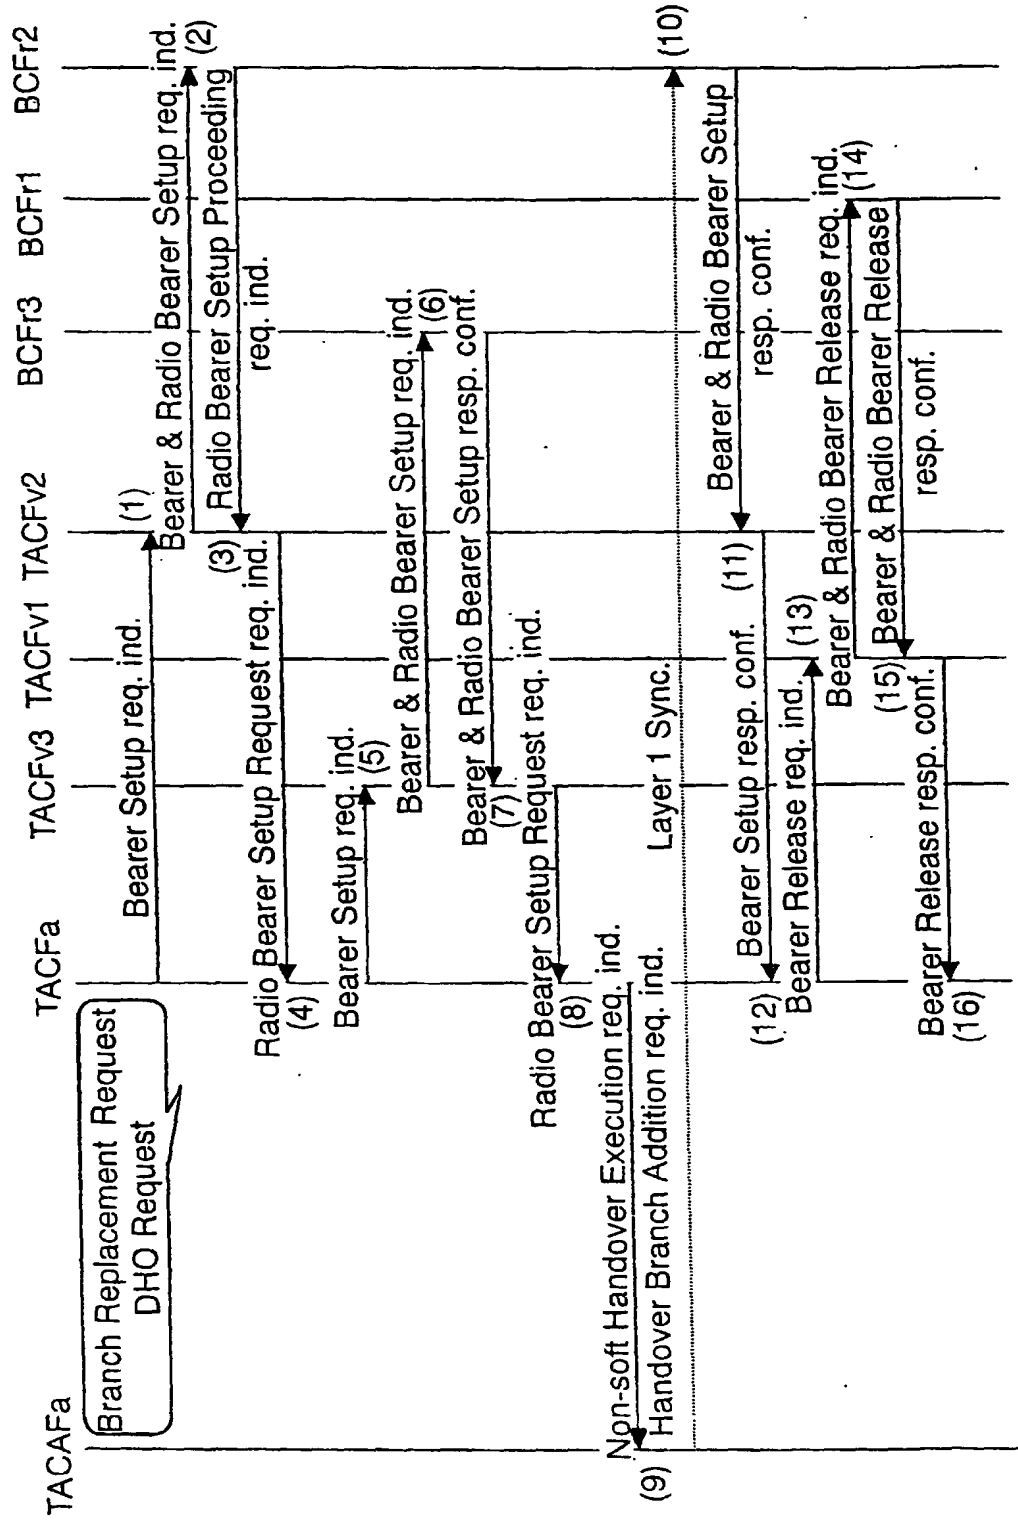 TACAFa
TACFa
TACFv3
TACFv1
TACFv2
BCFr3
BCFr1
BCFr2
Branch Replacement Request
DHO Request
Bearer Setup req. ind.
(1)
Bearer & Radio Bearer Setup req. ind.
(2)
Radio Bearer Setup Proceeding
req. ind.
(3)
Radio Bearer Setup Request req. ind.
(4)
Bearer Setup req. ind.
(5)
Bearer & Radio Bearer Setup req. ind.
(6)
Bearer & Radio Bearer Setup resp. conf.
(7)
Radio Bearer Setup Request req. ind.
(8)
Non-soft Handover Execution req. ind.
Handover Branch Addition req. ind.
(9)
Layer 1 Sync.
(10)
Bearer & Radio Bearer Setup
resp. conf.
(11)
Bearer Setup resp. conf.
(12)
Bearer Release req. ind.
(13)
Bearer & Radio Bearer Release req. ind.
(14)
Bearer & Radio Bearer Release
resp. conf.
(15)
Bearer Release resp. conf.
(16)